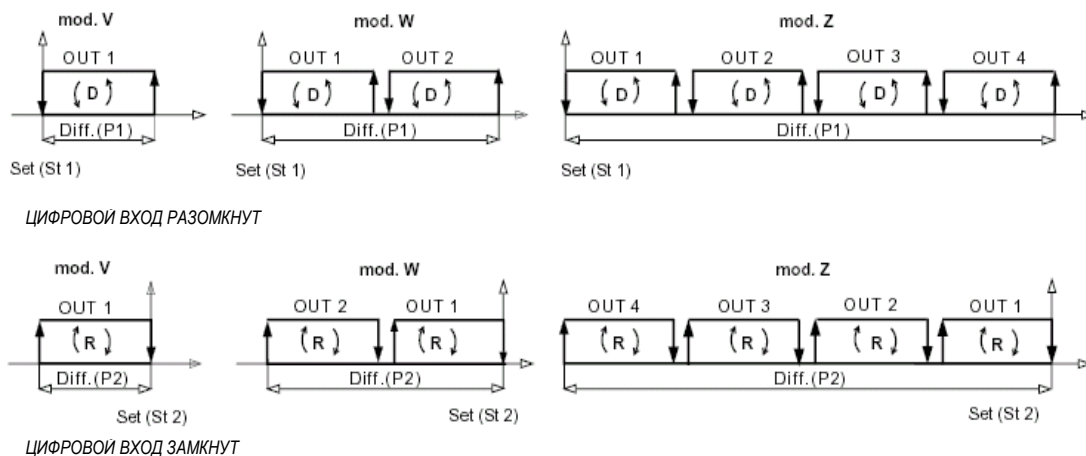 mod. V mod. W mod. Z
OUT 1 OUT 1 OUT 2 OUT 1 OUT 2 OUT 3 OUT 4
D D D D D D D
Diff.(P1) Diff.(P1) Diff.(P1)
Set (St 1) Set (St 1) Set (St 1)
ЦИФРОВОЙ ВХОД РАЗОМКНУТ
mod. V mod. W mod. Z
OUT 1 OUT 2 OUT 1 OUT 4 OUT 3 OUT 2 OUT 1
R R R R R R R
Diff.(P2) Diff.(P2) Diff.(P2)
Set (St 2) Set (St 2) Set (St 2)
ЦИФРОВОЙ ВХОД ЗАМКНУТ